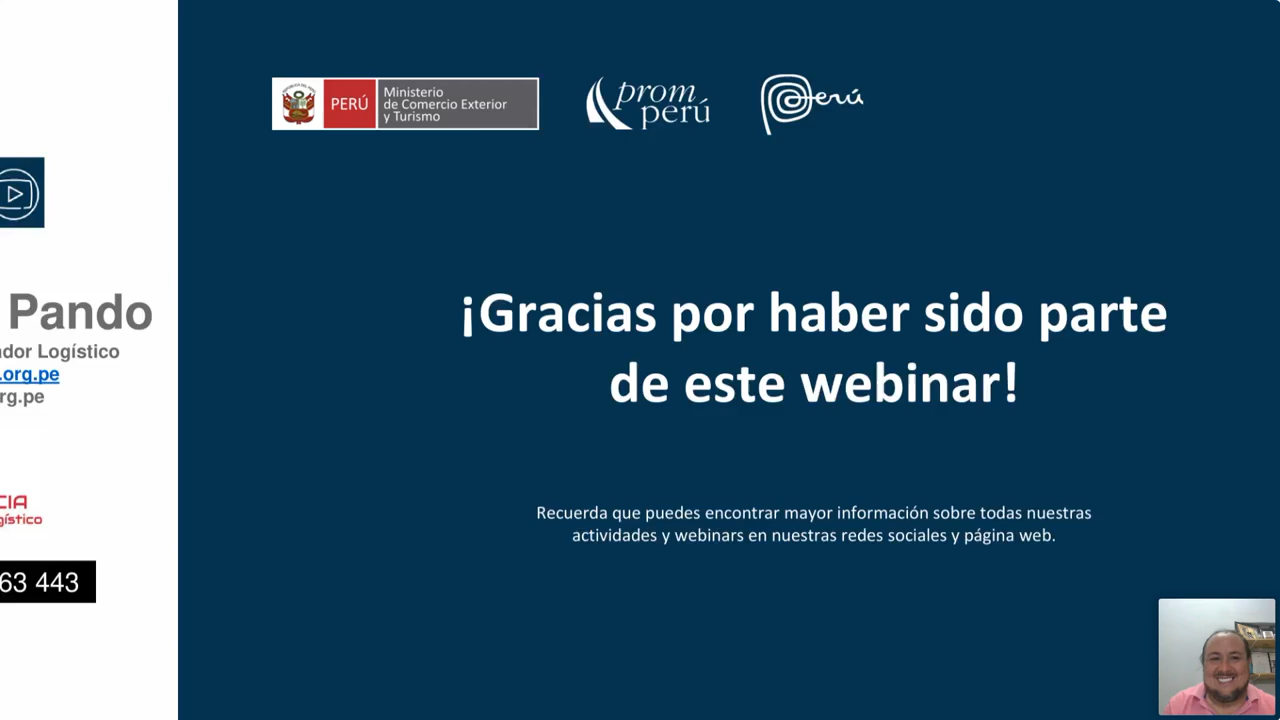 PERÚ
Ministerio
de Comercio Exterior
y Turismo
prom
perú
Perú
Pando
dor Logístico
.org.pe
rg.pe
CIA
gístico
63 443
¡Gracias por haber sido parte
de este webinar!
Recuerda que puedes encontrar mayor información sobre todas nuestras
actividades y webinars en nuestras redes sociales y página web.